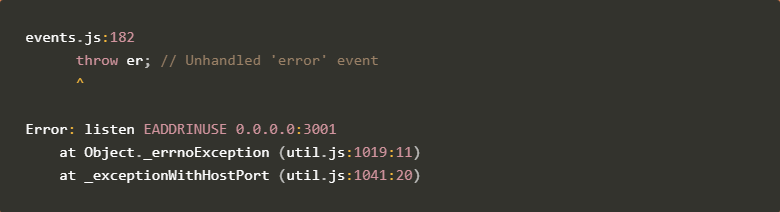 events.js:182
throw er; // Unhandled 'error' event
^
Error: listen EADDRINUSE 0.0.0.0:3001
at Object._errnoException (util.js:1019:11)
at _exceptionWithHostPort (util.js:1041:20)